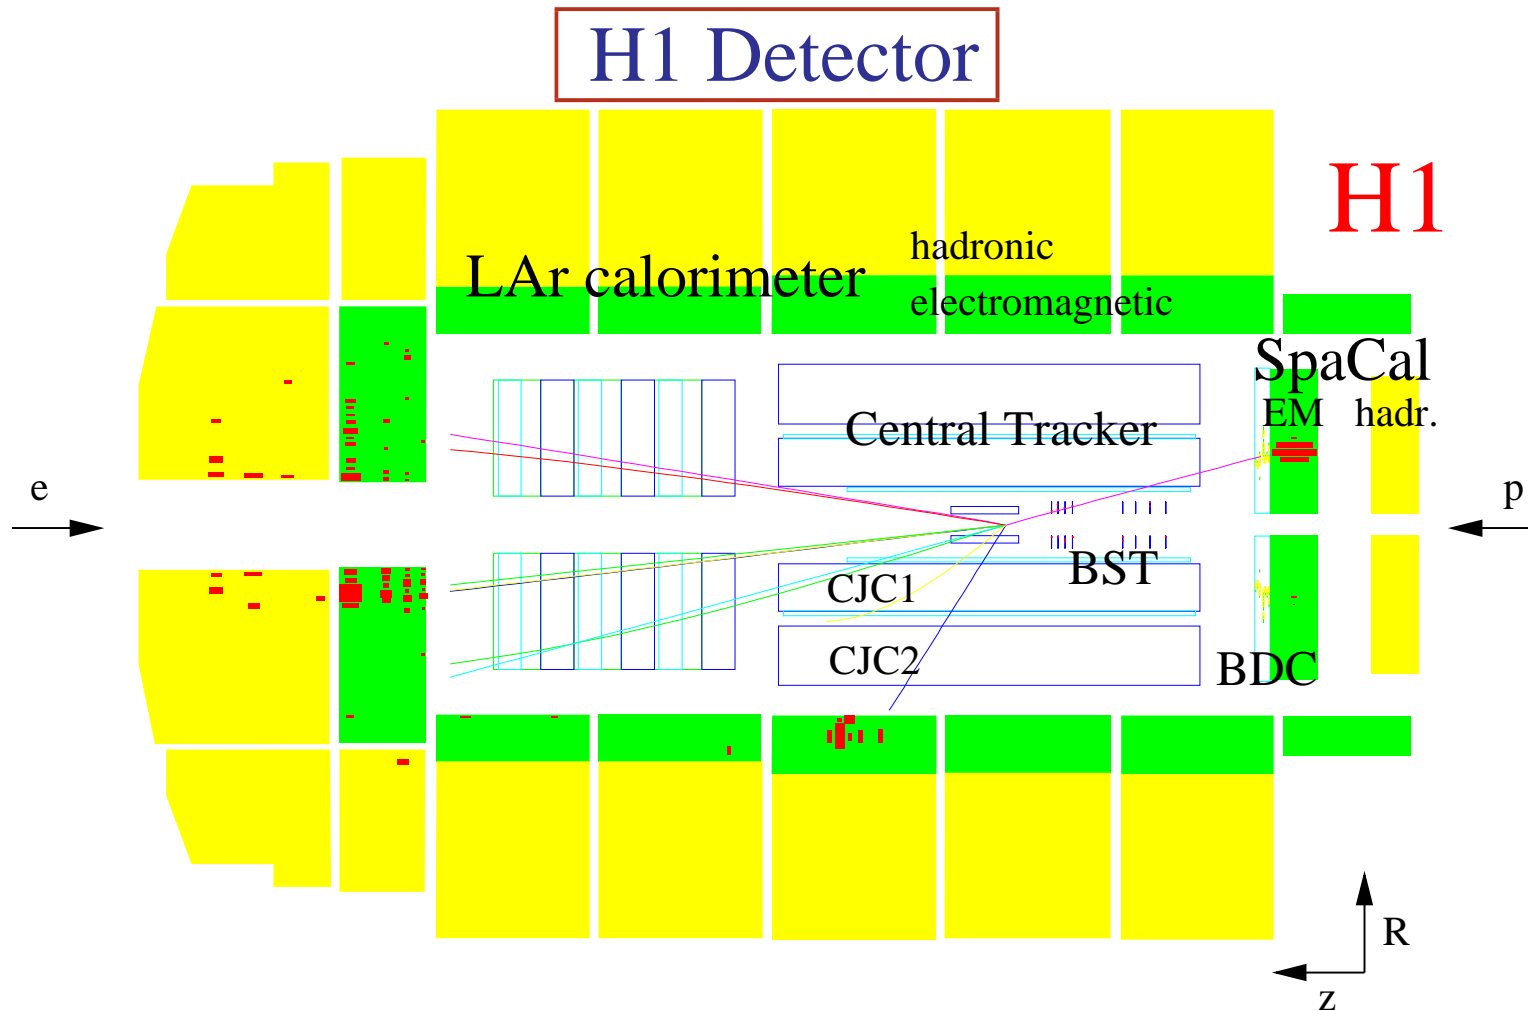 H1 Detector
H1
hadronic
LAr calorimeter
electromagnetic
SpaCal
EM hadr.
Central Tracker
e
p
BST
CJC1
CJC2
BDC
R
z